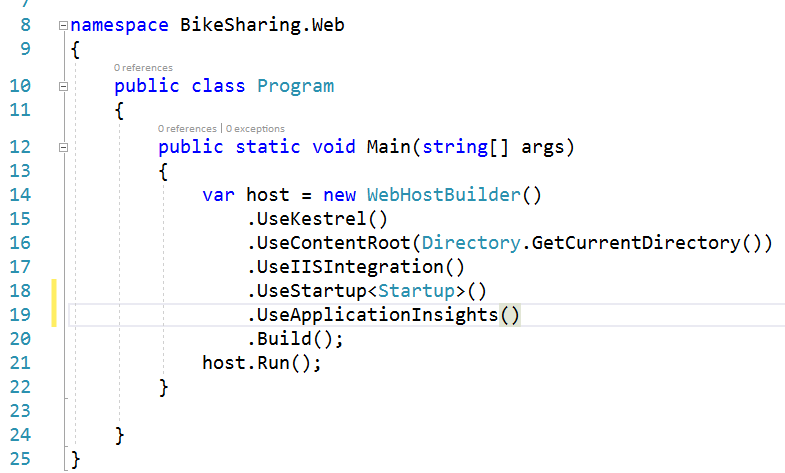 7
8 namespace BikeSharing.Web
9 {
0 references
10 public class Program
11 {
0 references | 0 exceptions
12 public static void Main(string[] args)
13 {
14 var host = new WebHostBuilder()
15 .UseKestrel()
16 .UseContentRoot(Directory.GetCurrentDirectory())
17 .UseIISIntegration()
18 .UseStartup<Startup>()
19 .UseApplicationInsights()
20 .Build();
21 host.Run();
22 }
23
24 }
25 }